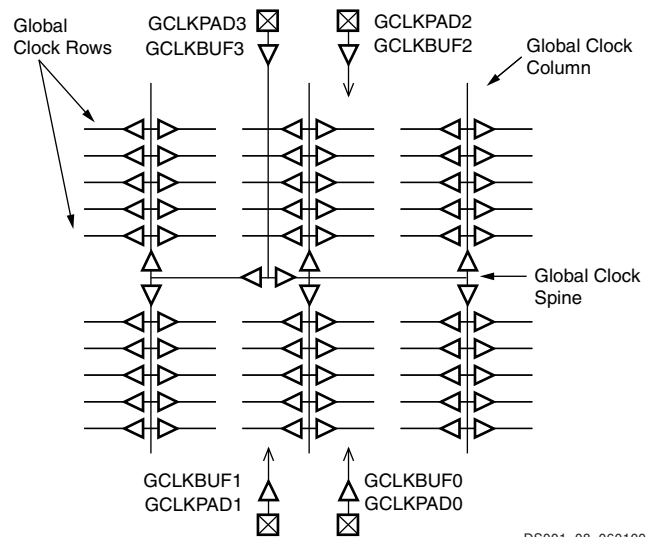 GCLKPAD3
GCLKBUF3
GCLKPAD2
GCLKBUF2
Global
Clock Rows
Global Clock
Column
Global Clock
Spine
GCLKBUF1
GCLKPAD1
GCLKBUF0
GCLKPAD0